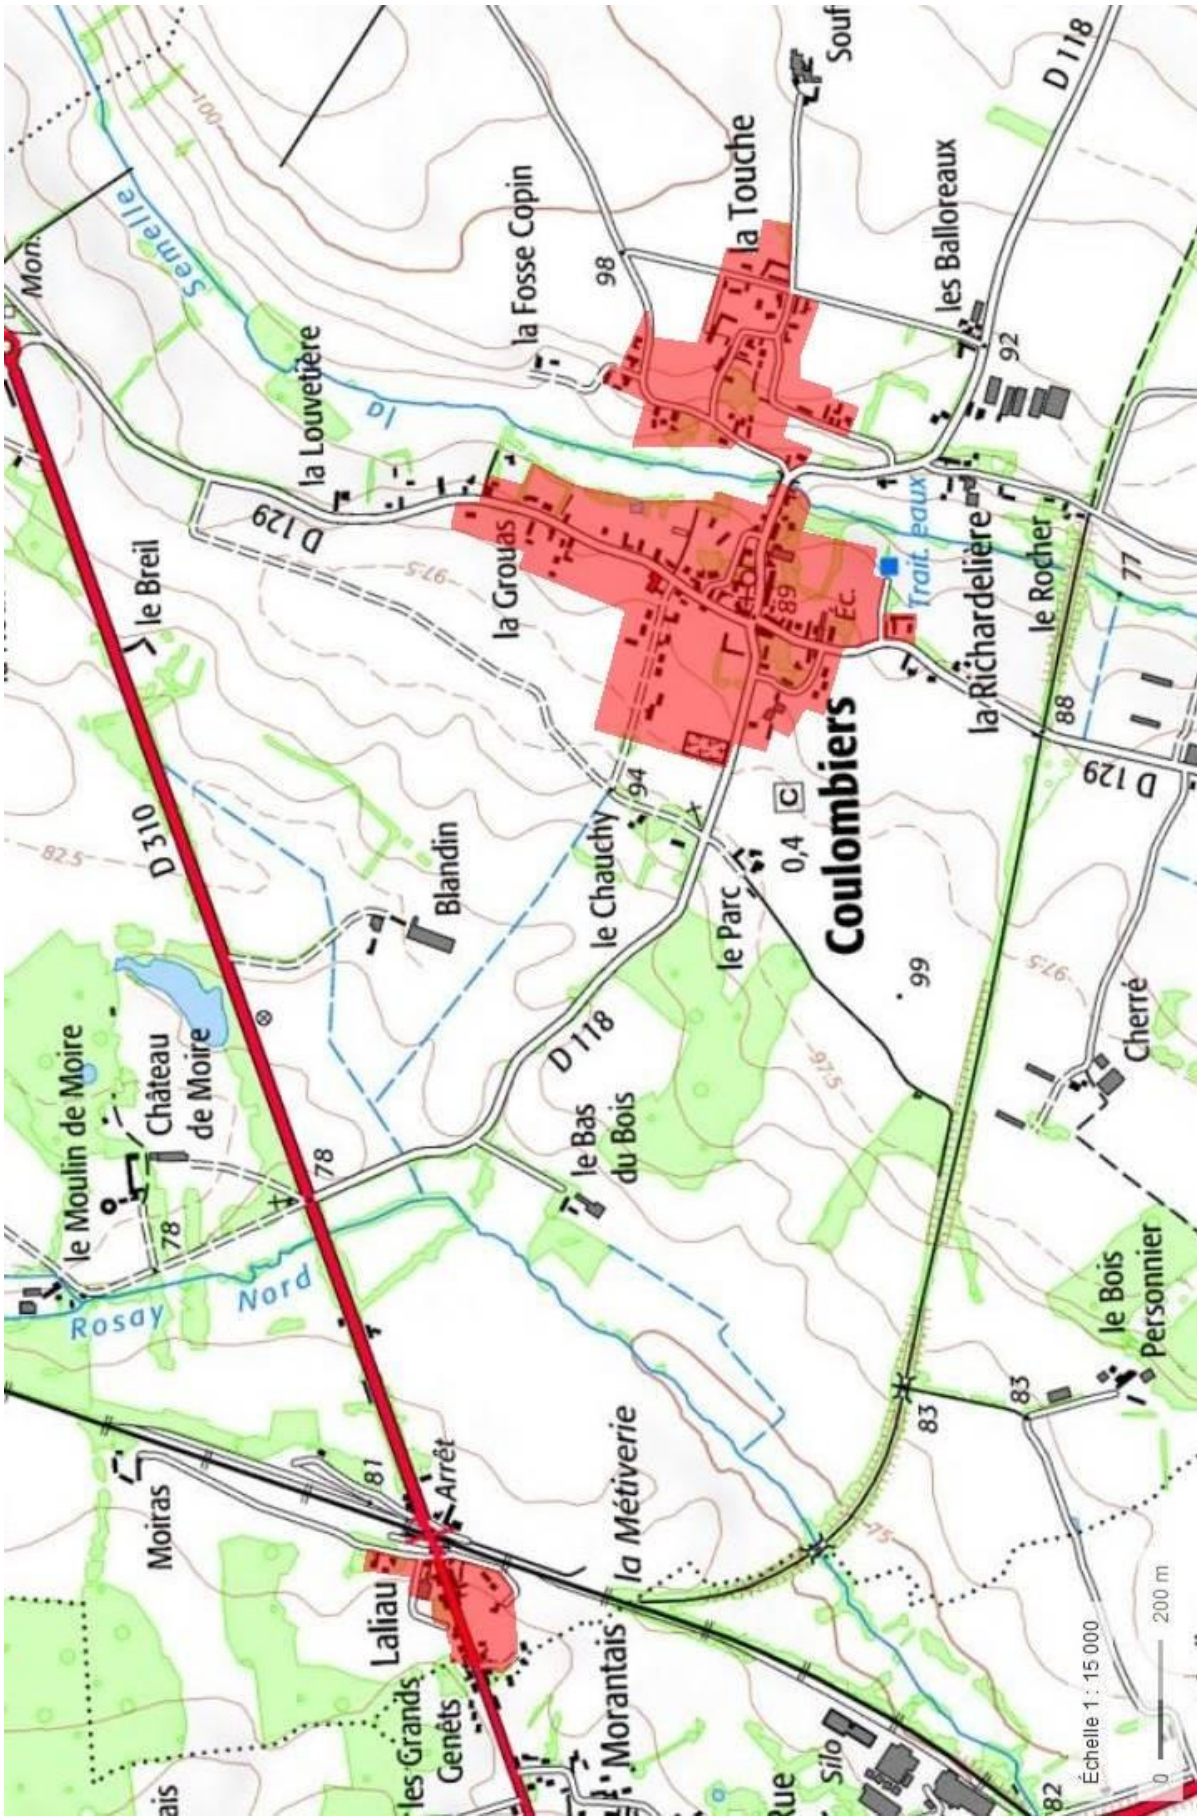 ais
Moiras
le Moulin de Moire
Mon.
Rosay
78
Château
de Moire
82.5
D 310
le Breil
Semelle
100
Nord
78
D 129
la Louvetière
la
Laliau
81
les Grands
Genêts
Arrêt
Blandin
97.5
la Grouas
la Fosse Copin
Morantais
la Métiverie
le Bas
du Bois
D 118
le Chauchy
94
98
le Parc
la Touche
Rue
Silo
0,4
C
89
Éc.
97.5
Coulombiers
Souf
75
83
99
Trait. eaux
les Balloreaux
83
la Richardelière
92
82
97.5
88
le Rocher
D 118
Échelle 1 : 15 000
le Bois
Personnier
Cherré
D 129
77
0
200 m